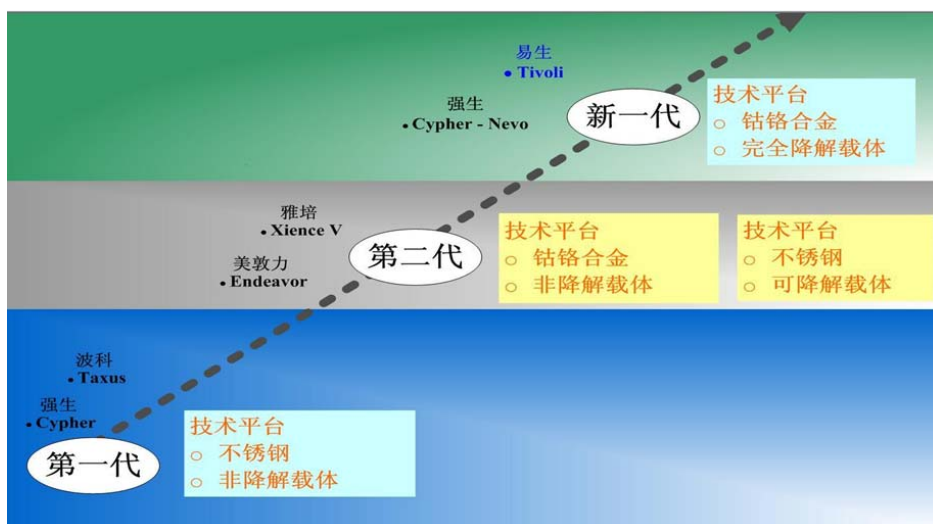 易生
• Tivoli
强生
• Cypher - Nevo
新一代
技术平台
○ 钴铬合金
○ 完全降解载体
雅培
• Xience V
美敦力
• Endeavor
第二代
技术平台
○ 钴铬合金
○ 非降解载体
技术平台
○ 不锈钢
○ 可降解载体
波科
• Taxus
强生
• Cypher
第一代
技术平台
○ 不锈钢
○ 非降解载体